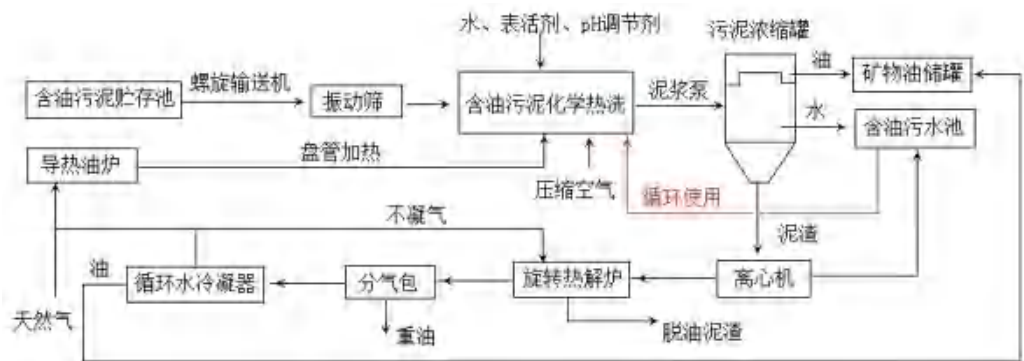 水、表活剂、pH调节剂
污泥浓缩罐
油
矿物油储罐
含油污泥贮存池
螺旋输送机
振动筛
含油污泥化学热洗
泥浆泵
水
含油污水池
导热油炉
盘管加热
压缩空气
循环使用
不凝气
泥渣
油
循环水冷凝器
分气包
旋转热解炉
离心机
天然气
重油
脱油泥渣